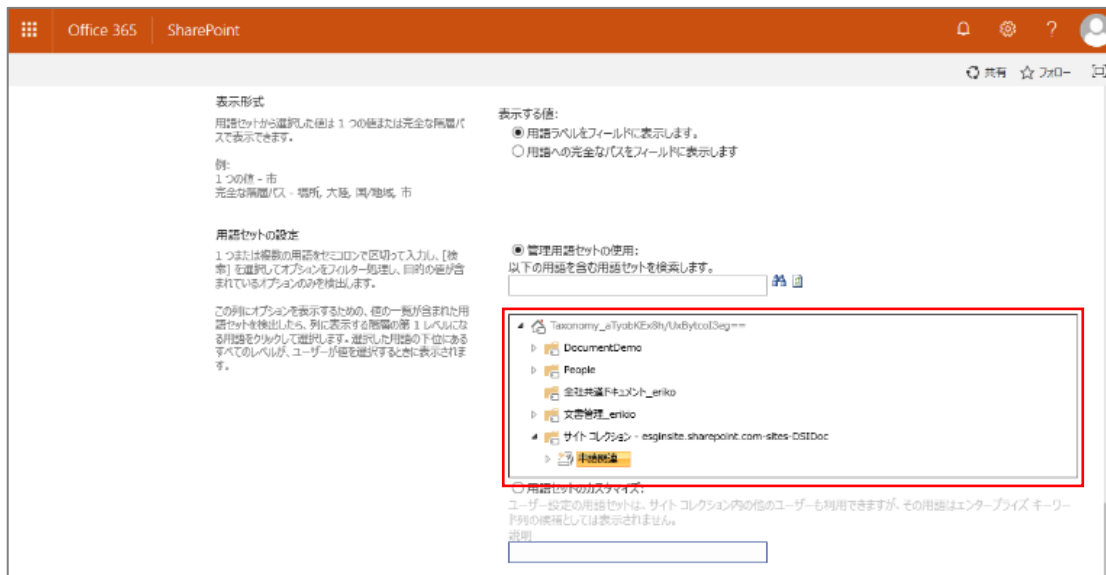 Office 365 SharePoint ?
共有 フォロー
表示形式
用語セットから選択した値は 1 つの値または完全な階層パ
スで表示できます。
例:
1 つの値 - 市
完全な階層パス - 場所, 大陸, 国/地域, 市
表示する値:
用語ラベルをフィールドに表示します。
用語への完全なパスをフィールドに表示します
用語セットの設定
1 つまたは複数の用語をセミコロンで区切って入力し、[検
索] を選択してオプションをフィルター処理し、目的の値が含
まれているオプションのみを検出します。
この列にオプションを表示するための、値の一覧が含まれた用
語セットを検出したら、列に表示する階層の第 1 レベルにな
る用語をクリックして選択します。選択した用語の下位にある
すべてのレベルが、ユーザーが値を選択するときに表示されま
す。
管理用語セットの使用:
以下の用語を含む用語セットを検索します。
DocumentDemo
People
全社共通ドキュメント_eriko
文書管理_erikio
サイト コレクション - esginsite.sharepoint.com-sites-DSIDoc
申請関連
用語セットのカスタマイズ:
ユーザー設定の用語セットは、サイト コレクション内の他のユーザーも利用できますが、その用語はエンタープライズ キーワー
ド列の候補としては表示されません。
説明